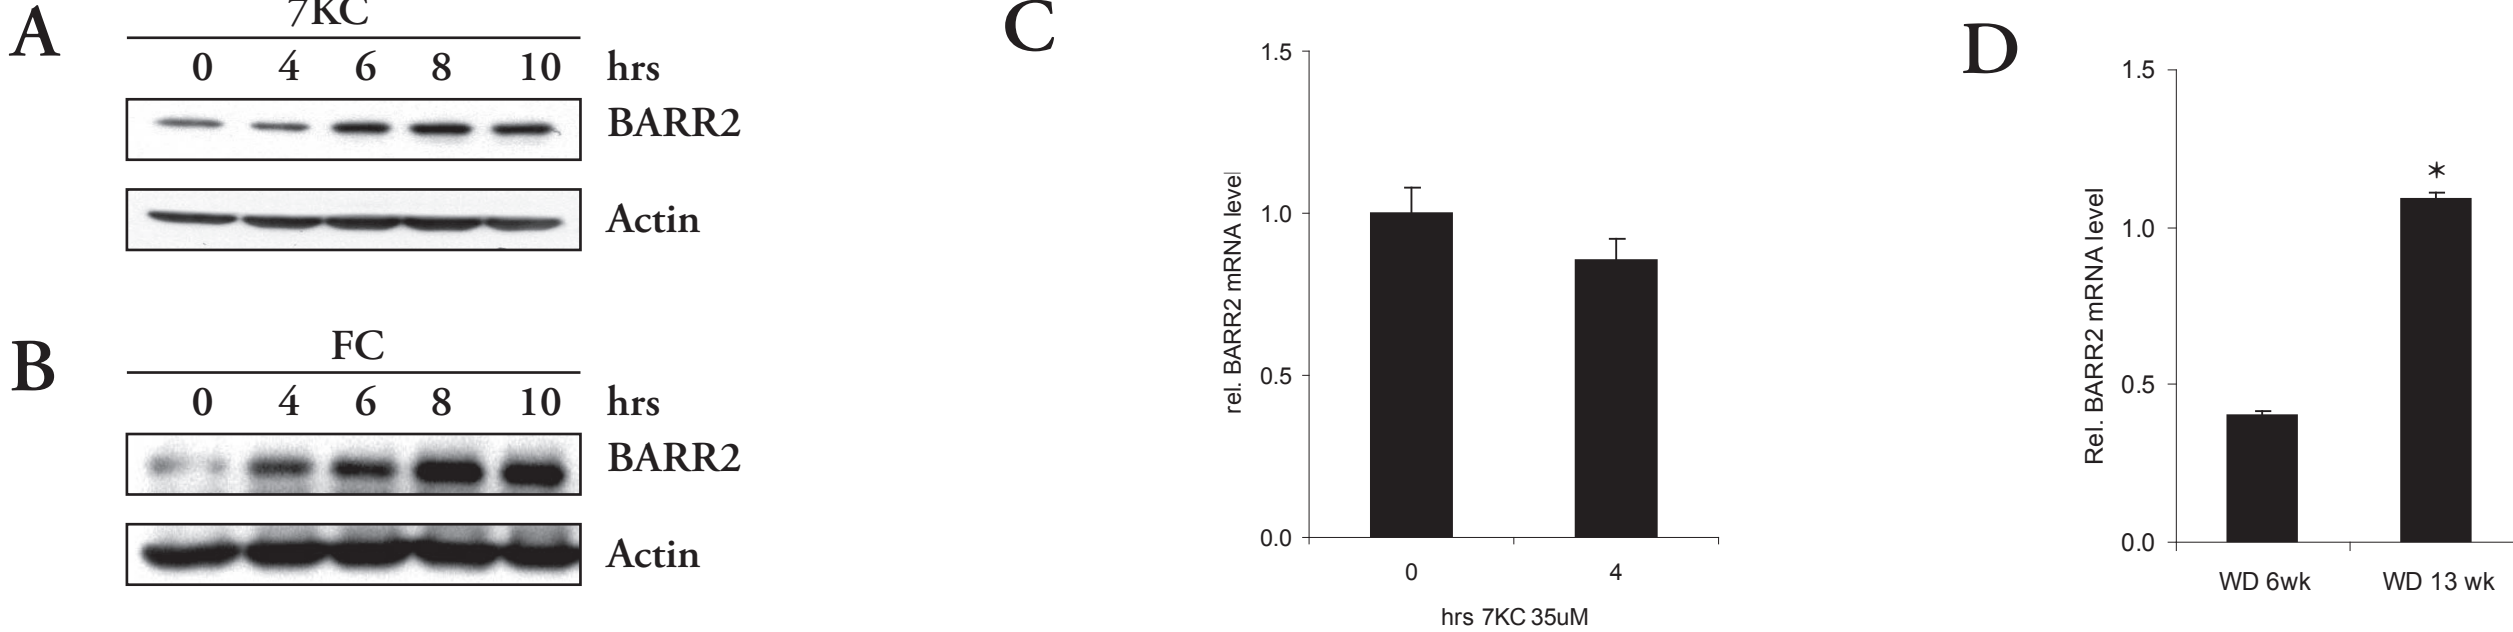 A
7KC
0 4 6 8 10 hrs
BARR2
Actin
B
FC
0 4 6 8 10 hrs
BARR2
Actin
C
rel. BARR2 mRNA level
1.5
1.0
0.5
0.0
0 4
hrs 7KC 35uM
D
Rel. BARR2 mRNA level
1.5
1.0
0.5
0.0
*
WD 6wk WD 13 wk